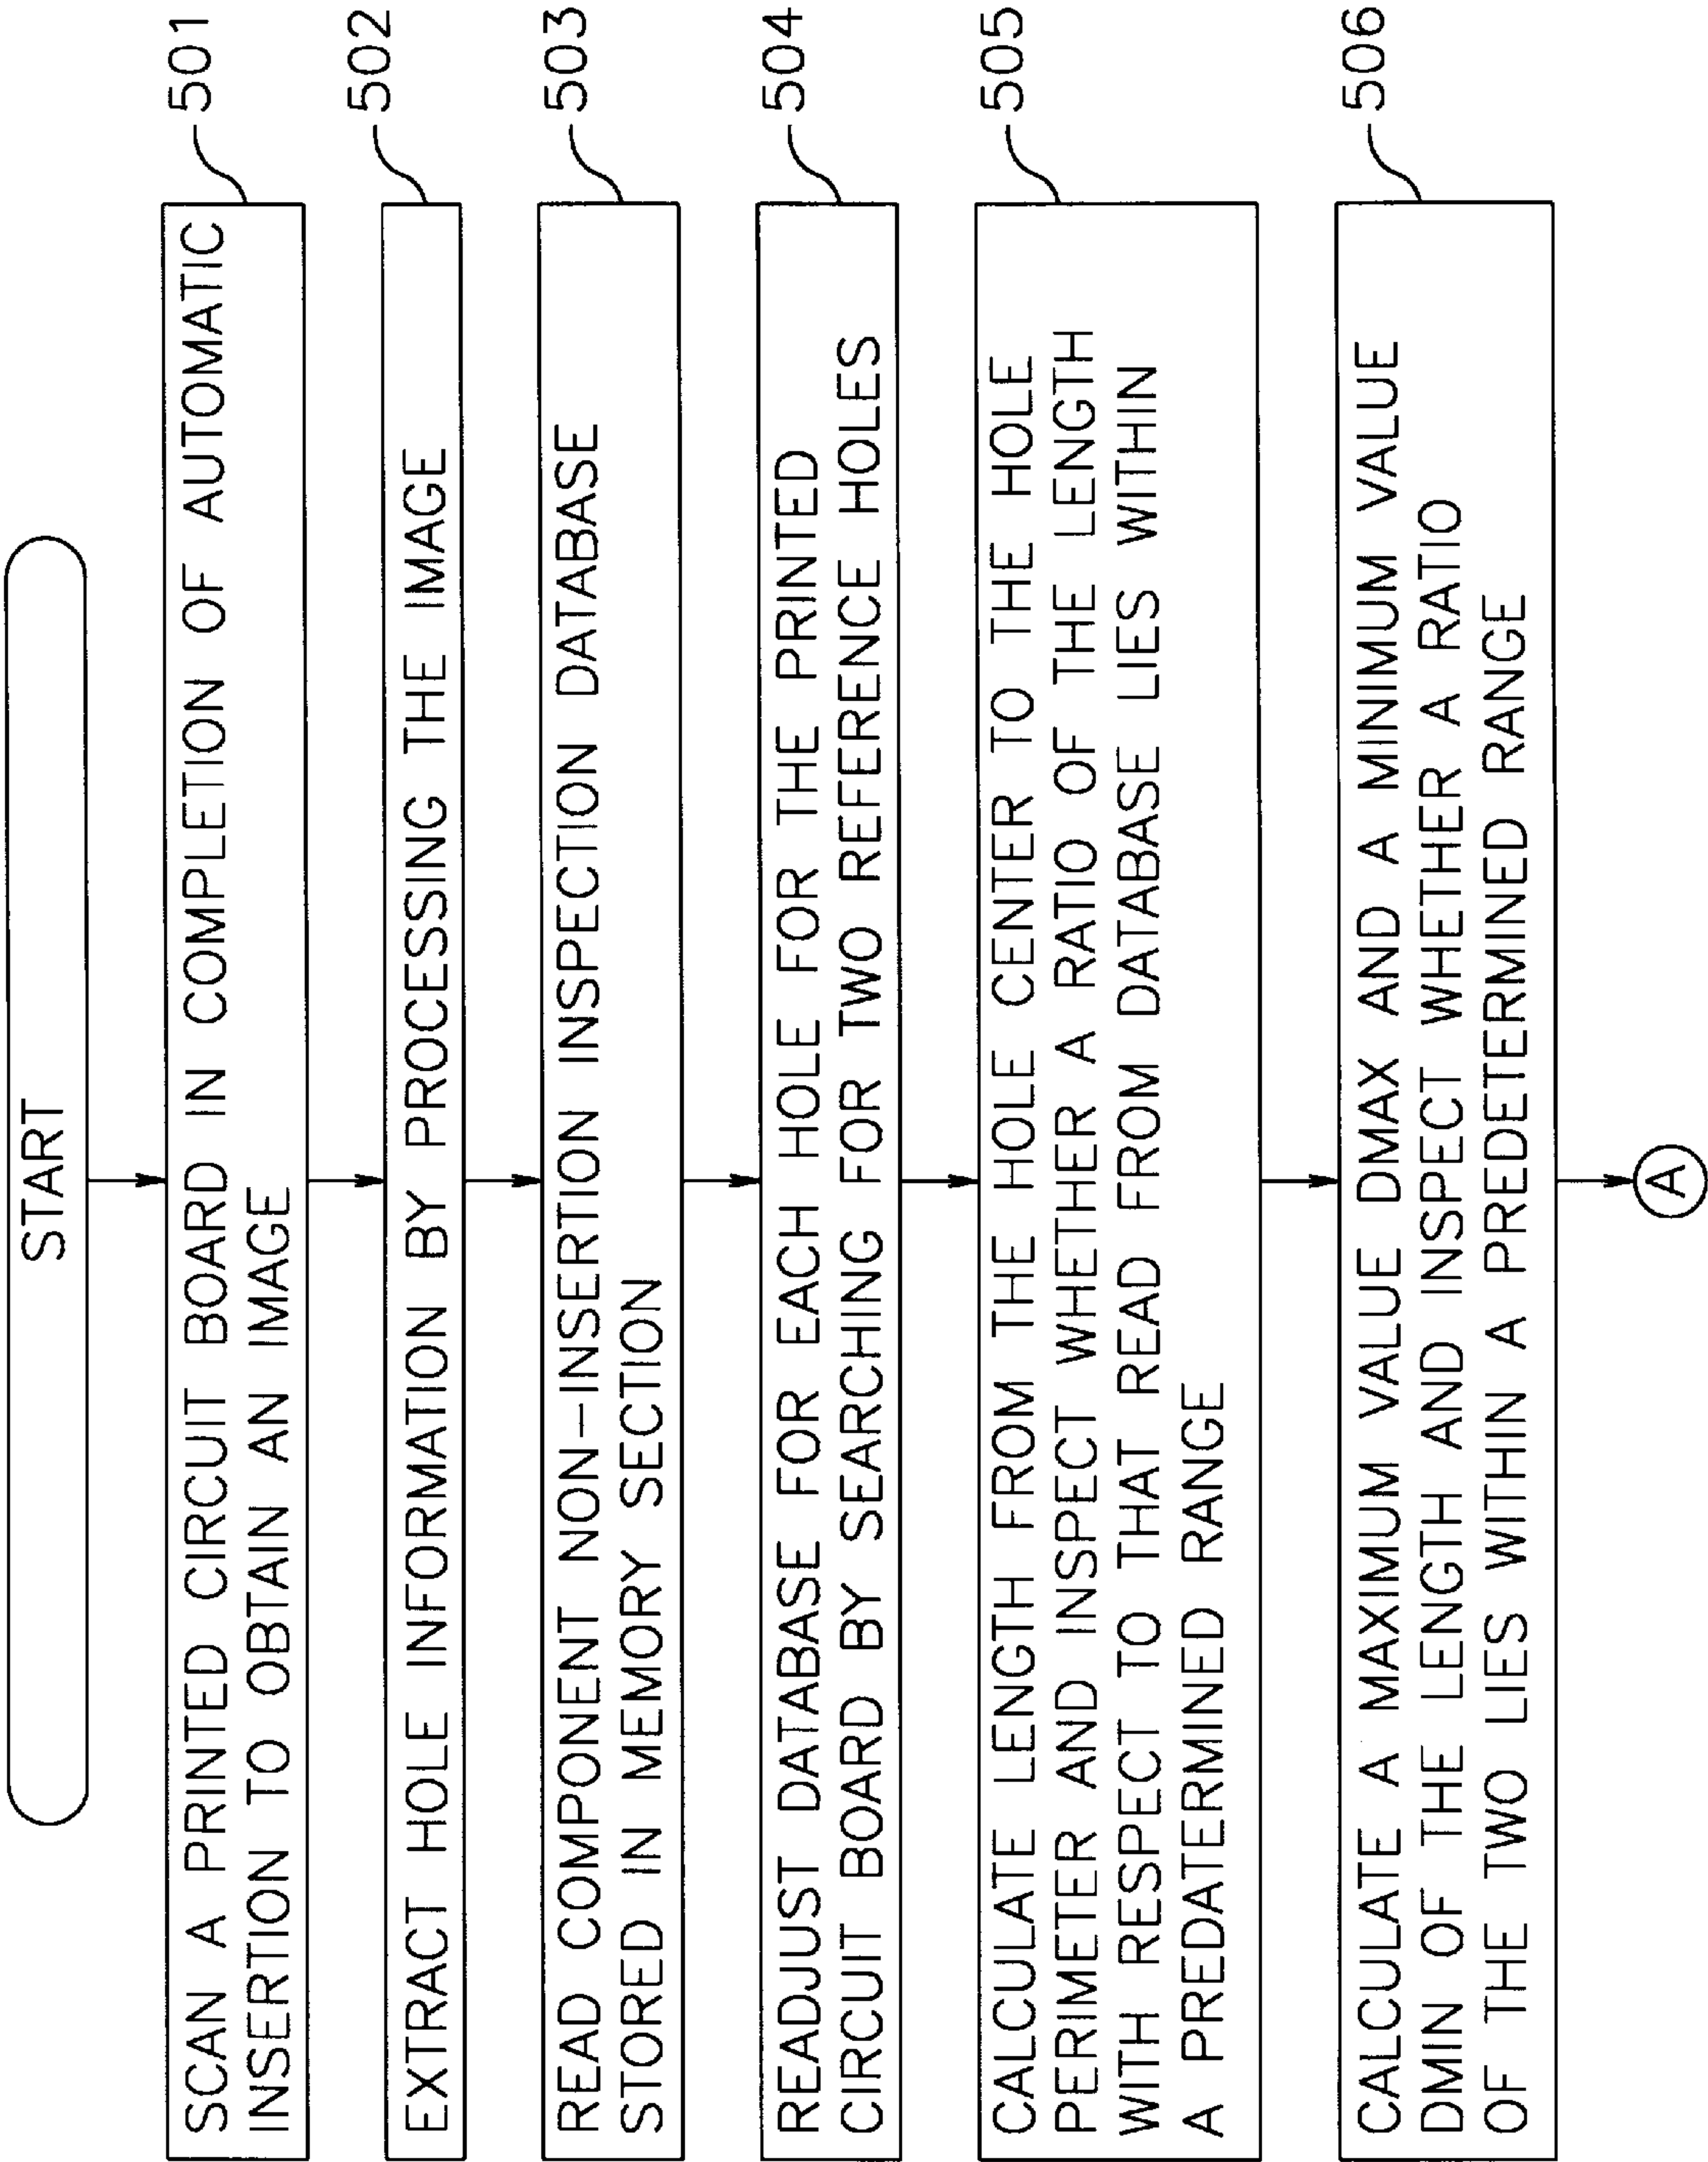 START
SCAN A PRINTED CIRCUIT BOARD IN COMPLETION OF AUTOMATIC
INSERTION TO OBTAIN AN IMAGE
501
EXTRACT HOLE INFORMATION BY PROCESSING THE IMAGE
502
READ COMPONENT NON-INSERTION INSPECTION DATABASE
STORED IN MEMORY SECTION
503
READJUST DATABASE FOR EACH HOLE FOR THE PRINTED
CIRCUIT BOARD BY SEARCHING FOR TWO REFERENCE HOLES
504
CALCULATE LENGTH FROM THE HOLE CENTER TO THE HOLE
PERIMETER AND INSPECT WHETHER A RATIO OF THE LENGTH
WITH RESPECT TO THAT READ FROM DATABASE LIES WITHIN
A PREDATERMINED RANGE
505
CALCULATE A MAXIMUM VALUE DMAX AND A MINIMUM VALUE
DMIN OF THE LENGTH AND INSPECT WHETHER A RATIO
OF THE TWO LIES WITHIN A PREDETERMINED RANGE
506
A